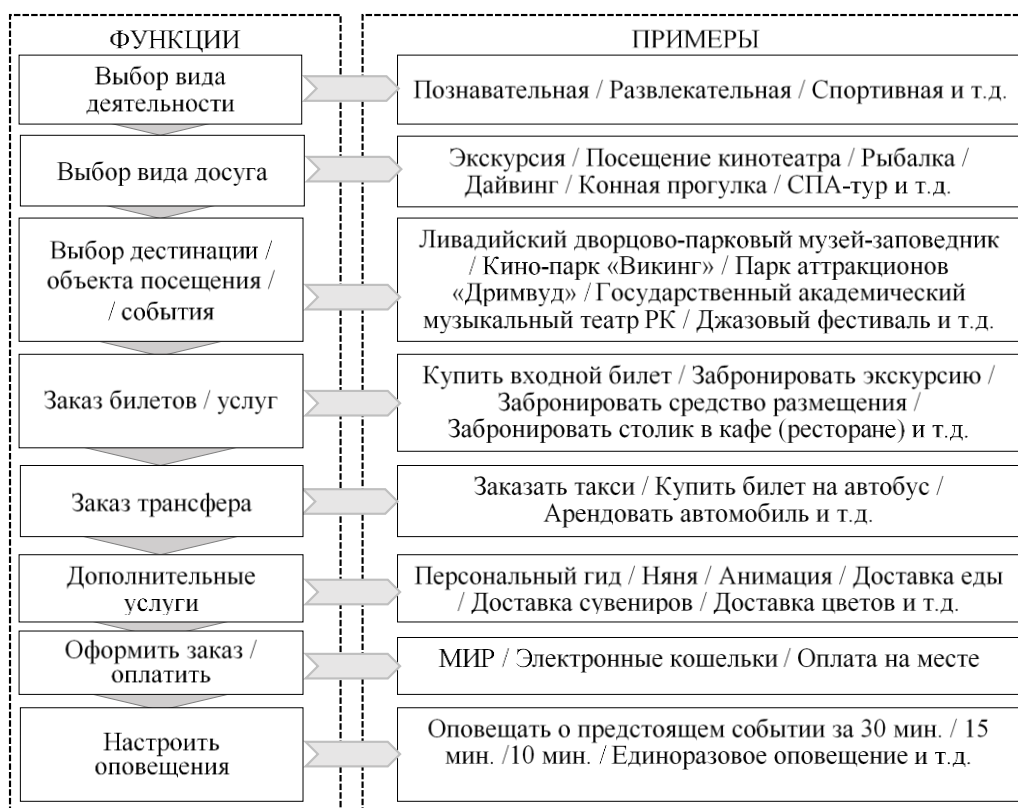 ФУНКЦИИ
ПРИМЕРЫ
Выбор вида
деятельности
Познавательная / Развлекательная / Спортивная и т.д.
Выбор вида досуга
Экскурсия / Посещение кинотеатра / Рыбалка /
Дайвинг / Конная прогулка / СПА-тур и т.д.
Выбор дестинации /
объекта посещения /
/ события
Ливадийский дворцово-парковый музей-заповедник
/ Кино-парк «Викинг» / Парк аттракционов
«Дримвуд» / Государственный академический
музыкальный театр РК / Джазовый фестиваль и т.д.
Заказ билетов / услуг
Купить входной билет / Забронировать экскурсию /
Забронировать средство размещения /
Забронировать столик в кафе (ресторане) и т.д.
Заказ трансфера
Заказать такси / Купить билет на автобус /
Арендовать автомобиль и т.д.
Дополнительные
услуги
Персональный гид / Няня / Анимация / Доставка еды
/ Доставка сувениров / Доставка цветов и т.д.
Оформить заказ /
оплатить
МИР / Электронные кошельки / Оплата на месте
Настроить
оповещения
Оповещать о предстоящем событии за 30 мин. / 15
мин. /10 мин. / Единоразовое оповещение и т.д.